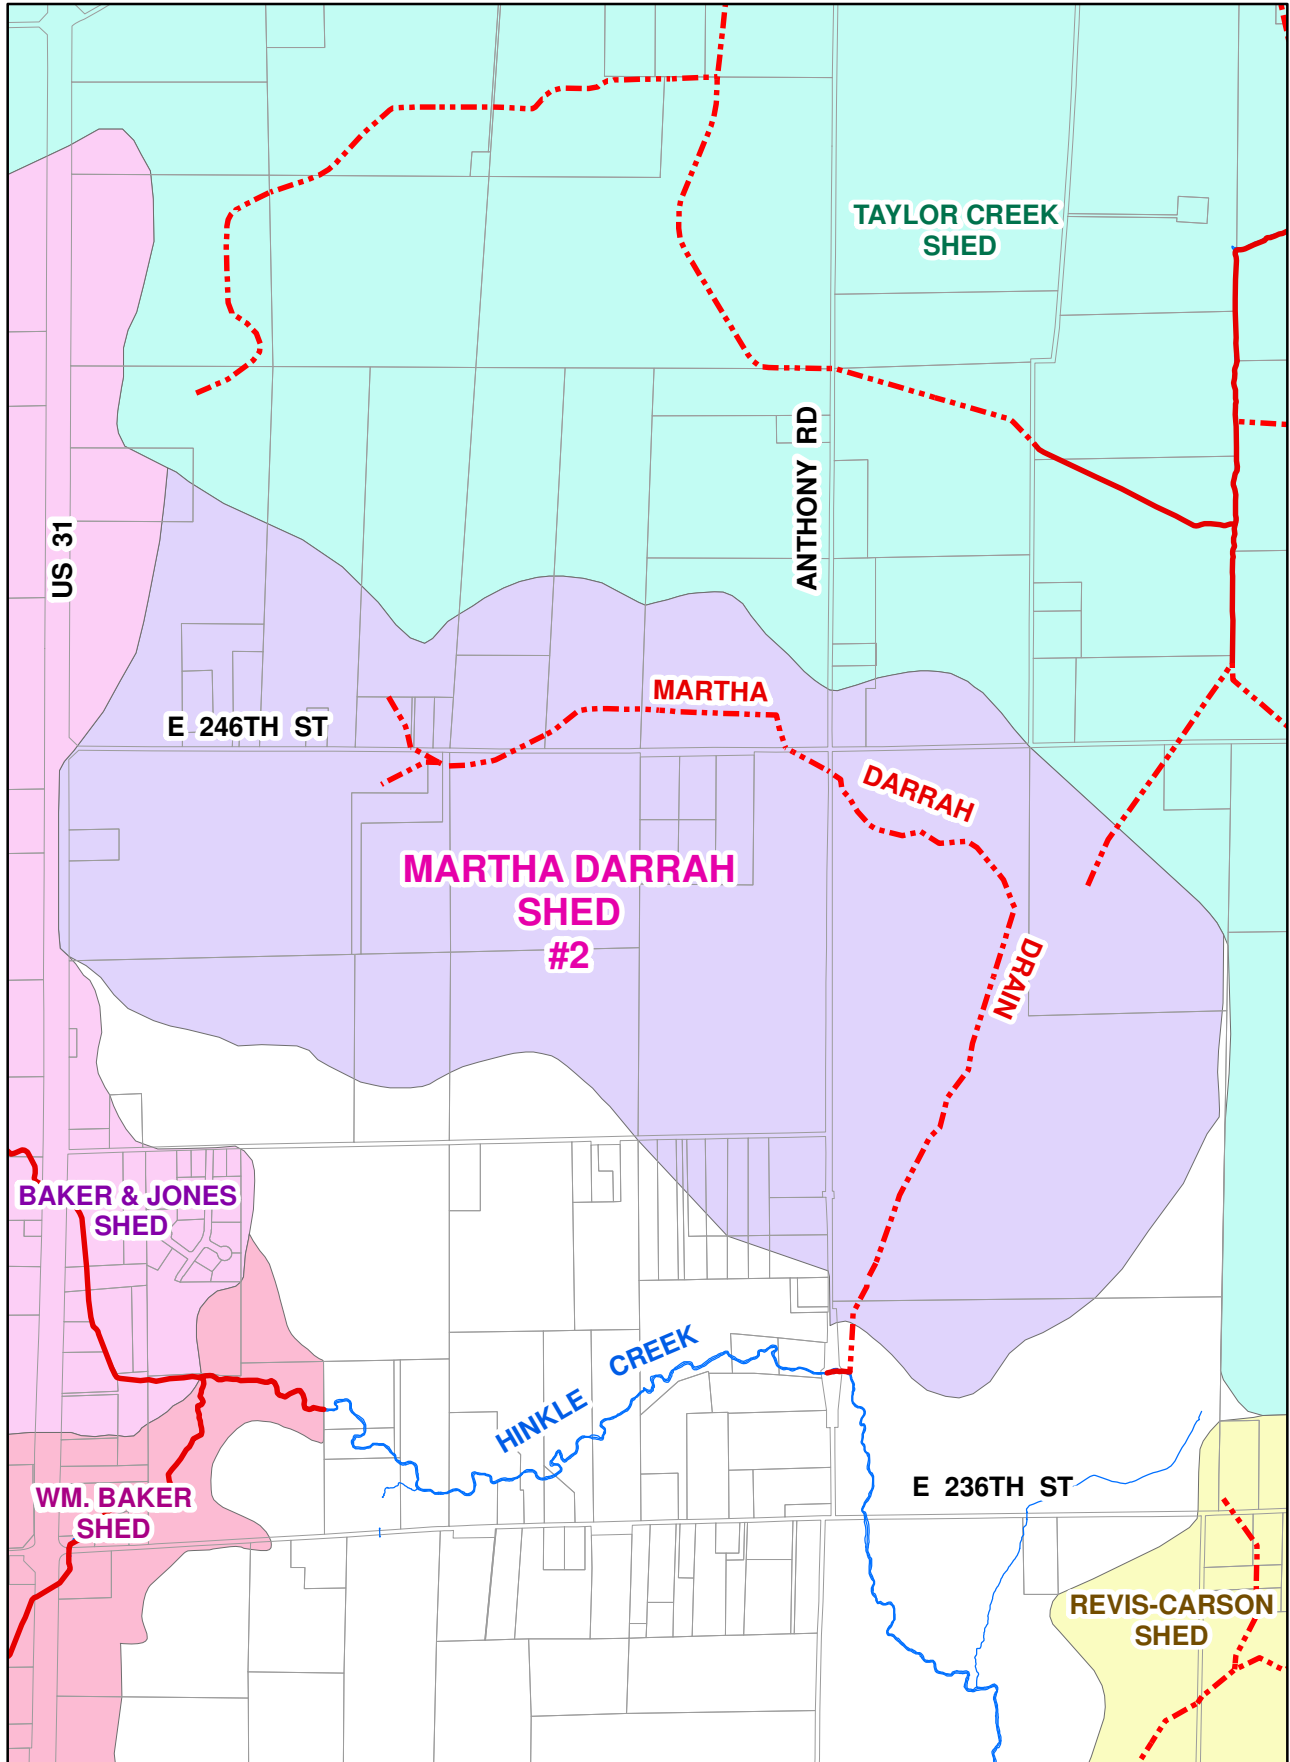 TAYLOR CREEK
SHED
ANTHONY RD
US 31
MARTHA
E 246TH ST
DARRAH
MARTHA DARRAH
SHED
#2
DRAIN
BAKER & JONES
SHED
HINKLE CREEK
E 236TH ST
WM. BAKER
SHED
REVIS-CARSON
SHED